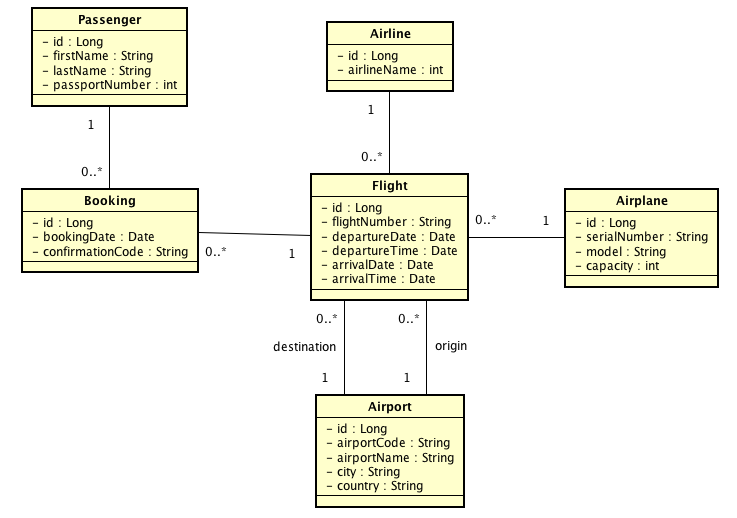 Passenger
- id : Long
- firstName : String
- lastName : String
- passportNumber : int
Airline
- id : Long
- airlineName : int
1
0..*
1
0..*
Booking
- id : Long
- bookingDate : Date
- confirmationCode : String
0..*
1
Flight
- id : Long
- flightNumber : String
- departureDate : Date
- departureTime : Date
- arrivalDate : Date
- arrivalTime : Date
0..*
1
Airplane
- id : Long
- serialNumber : String
- model : String
- capacity : int
0..*
destination
1
0..*
origin
1
Airport
- id : Long
- airportCode : String
- airportName : String
- city : String
- country : String